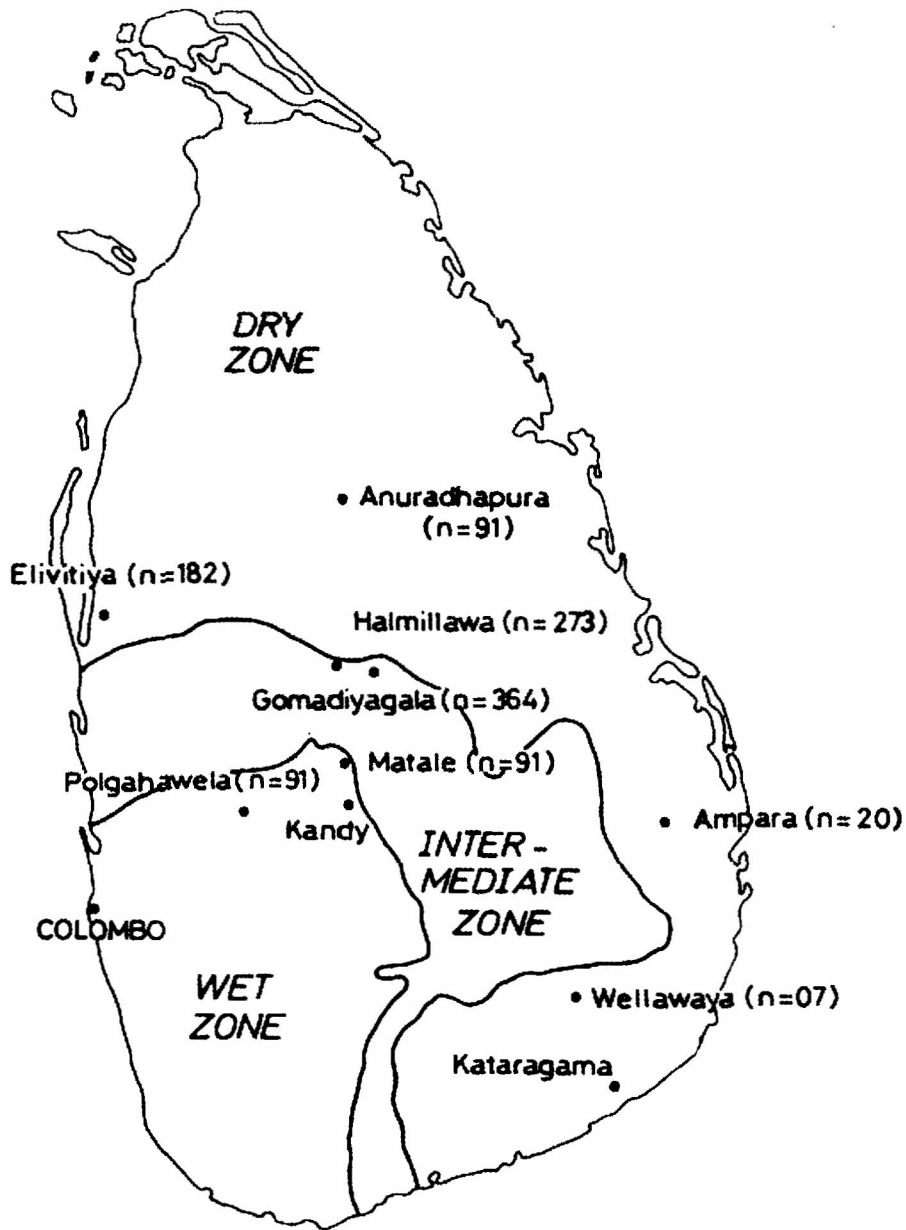 DRY
ZONE
Anuradhapura
(n=91)
Elivitiya (n=182)
Halmillawa (n=273)
Gomadiyagala (n=364)
Matale (n=91)
Polgahawela (n=91)
Kandy
Ampara (n=20)
INTER-
MEDIATE
ZONE
COLOMBO
WET
ZONE
Wellawaya (n=07)
Kataragama